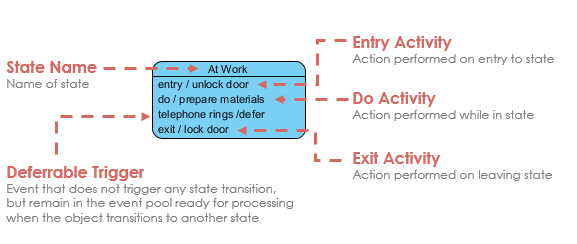 Entry Activity
Action performed on entry to state
State Name
Name of state
At Work
entry / unlock door
do / prepare materials
telephone rings /defer
exit / lock door
Do Activity
Action performed while in state
Deferrable Trigger
Event that does not trigger any state transition,
but remain in the event pool ready for processing
when the object transitions to another state
Exit Activity
Action performed on leaving state